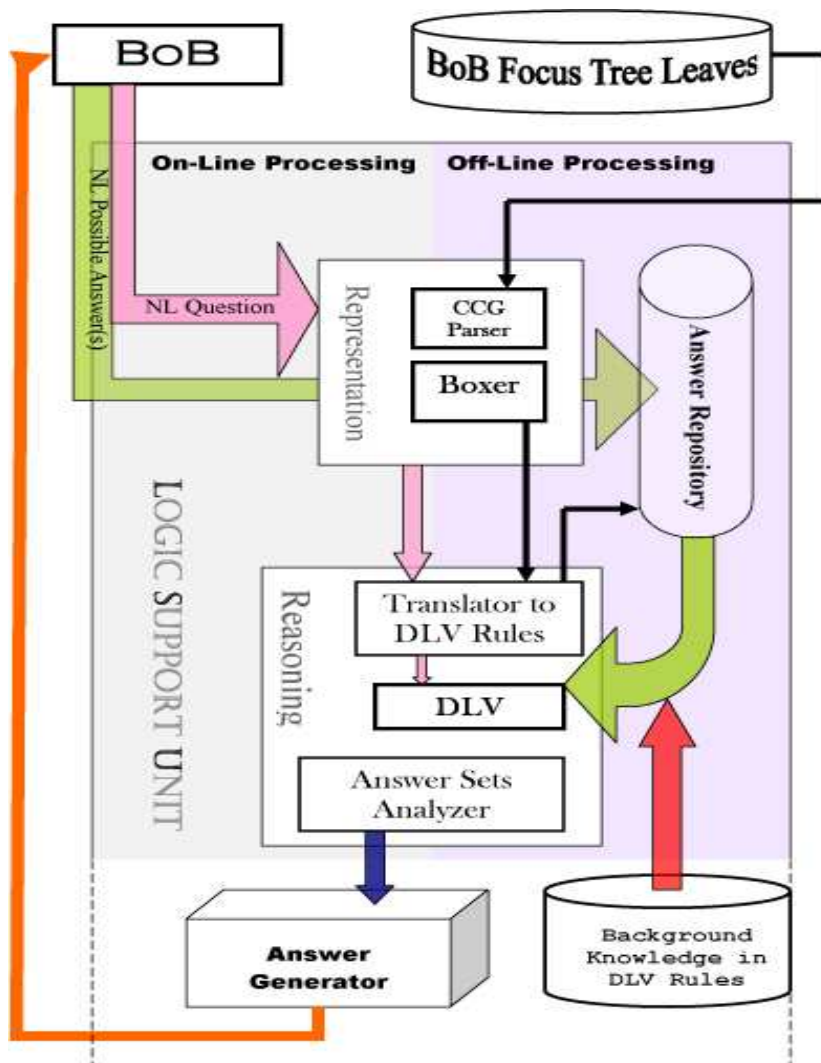 BoB
BoB Focus Tree Leaves
On-Line Processing
Off-Line Processing
NL Possible Answer(s)
NL Question
Representation
CCG
Parser
Boxer
Answer Repository
LOGIC SUPPORT UNIT
Reasoning
Translator to
DLV Rules
DLV
Answer Sets
Analyzer
Answer
Generator
Background
Knowledge in
DLV Rules